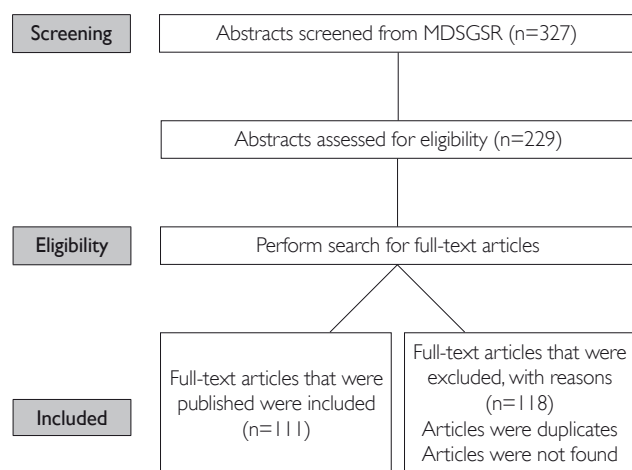 Screening
Abstracts screened from MDSGSR (n=327)
Abstracts assessed for eligibility (n=229)
Eligibility
Perform search for full-text articles
Included
Full-text articles that were
published were included
(n=111)
Full-text articles that were
excluded, with reasons
(n=118)
Articles were duplicates
Articles were not found